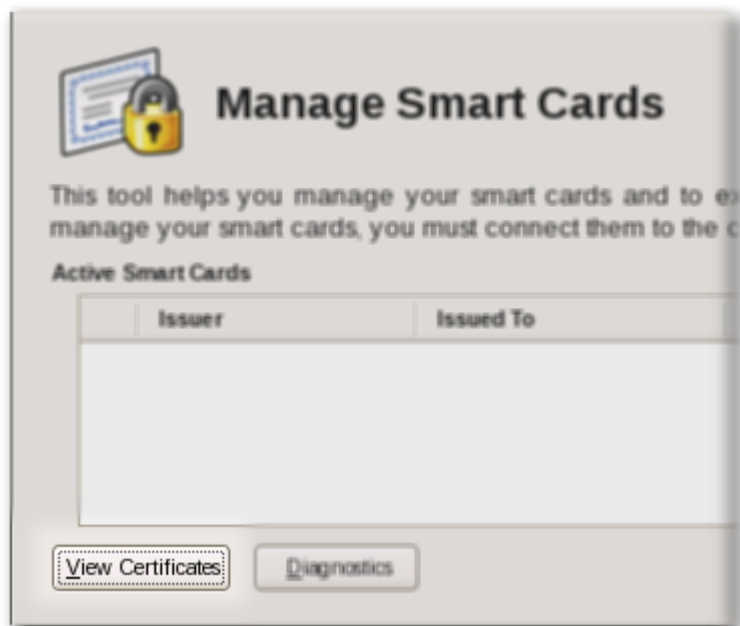 Manage Smart Cards
This tool helps you manage your smart cards and to
manage your smart cards, you must connect them to the
Active Smart Cards
Issuer
Issued To
View Certificates
Diagnostics